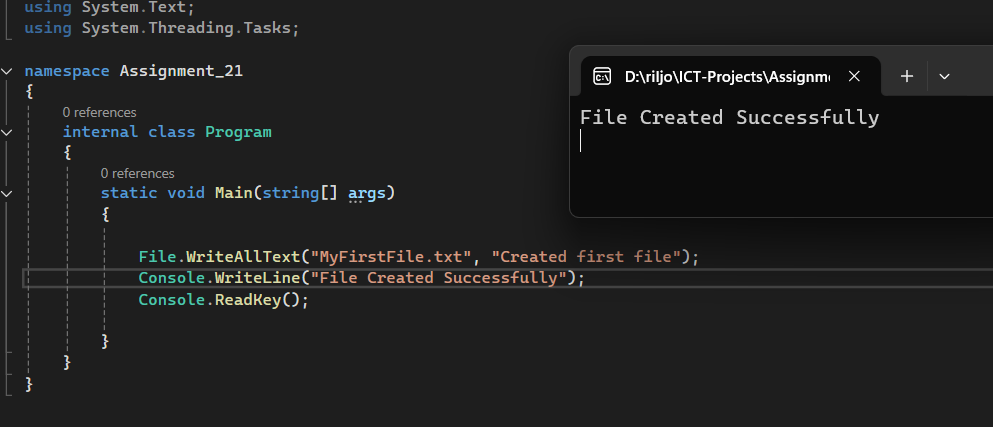 using System.Text;
using System.Threading.Tasks;
namespace Assignment_21
{
0 references
internal class Program
{
0 references
static void Main(string[] args)
{
File.WriteAllText("MyFirstFile.txt", "Created first file");
Console.WriteLine("File Created Successfully");
Console.ReadKey();
}
}
}
D:\riljo\ICT-Projects\Assignm
File Created Successfully